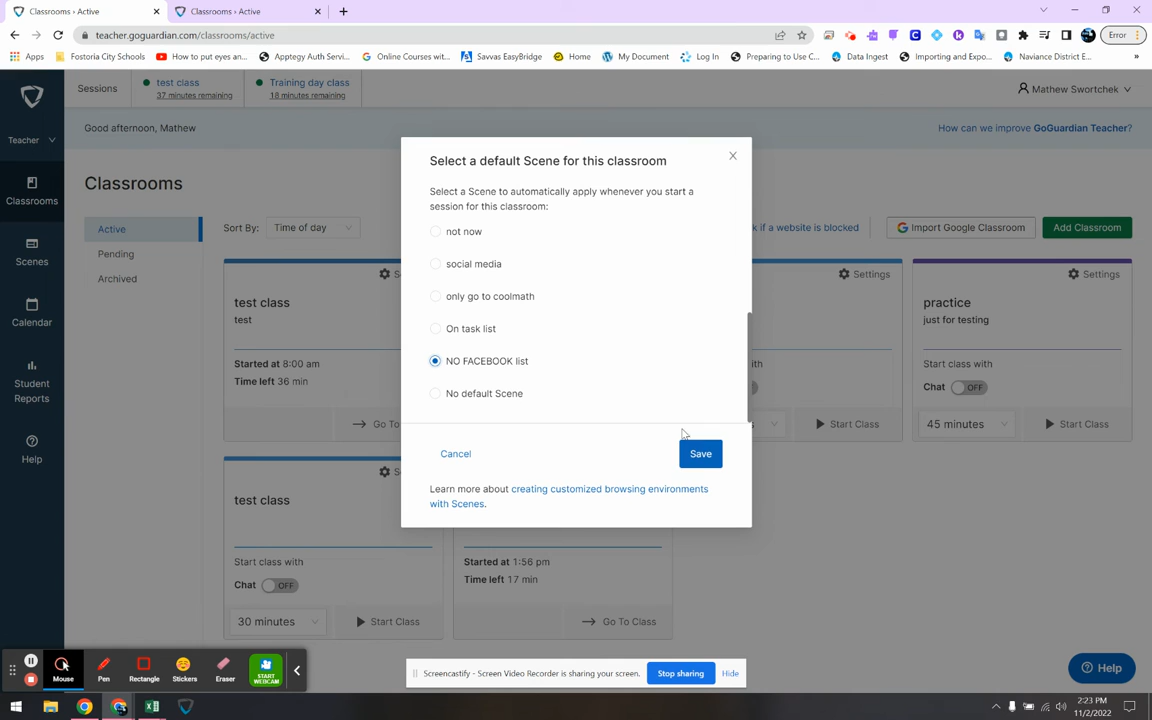 Classrooms › Active
Classrooms › Active
teacher.goguardian.com/classrooms/active
Error
Apps
Fostoria City Schools
How to put eyes an...
Apptegy Auth Servi...
Online Courses wit...
Savvas EasyBridge
Home
My Document
Log In
Preparing to Use C...
Data Ingest
Importing and Expo...
Naviance District E...
Sessions
test class
37 minutes remaining
Training day class
18 minutes remaining
Mathew Swortchek
Teacher
Good afternoon, Mathew
How can we improve GoGuardian Teacher?
Classrooms
Scenes
Calendar
Student
Reports
Help
Classrooms
Active
Pending
Archived
Sort By:
Time of day
k if a website is blocked
Import Google Classroom
Add Classroom
test class
test
Started at 8:00 am
Time left 36 min
Go To
Settings
ith
Start Class
Settings
practice
just for testing
Start class with
Chat
OFF
45 minutes
Start Class
test class
Start class with
Chat
OFF
30 minutes
Start Class
Started at 1:56 pm
Time left 17 min
Go To Class
Select a default Scene for this classroom
Select a Scene to automatically apply whenever you start a
session for this classroom:
not now
social media
only go to coolmath
On task list
NO FACEBOOK list
No default Scene
Cancel
Save
Learn more about creating customized browsing environments
with Scenes.
Mouse
Pen
Rectangle
Stickers
Eraser
START
WEBCAM
Screencastify - Screen Video Recorder is sharing your screen.
Stop sharing
Hide
Help
2:23 PM
11/2/2022